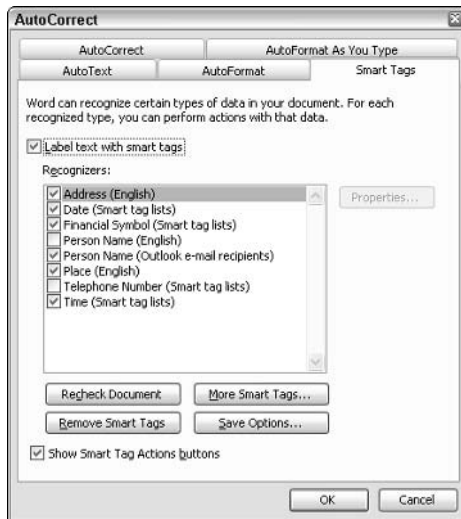 AutoCorrect
AutoCorrect AutoFormat As You Type
AutoText AutoFormat Smart Tags
Word can recognize certain types of data in your document. For each
recognized type, you can perform actions with that data.
Label text with smart tags
Recognizers:
Address (English)
Date (Smart tag lists)
Financial Symbol (Smart tag lists)
Person Name (English)
Person Name (Outlook e-mail recipients)
Place (English)
Telephone Number (Smart tag lists)
Time (Smart tag lists)
Properties...
Recheck Document More Smart Tags...
Remove Smart Tags Save Options...
Show Smart Tag Actions buttons
OK Cancel